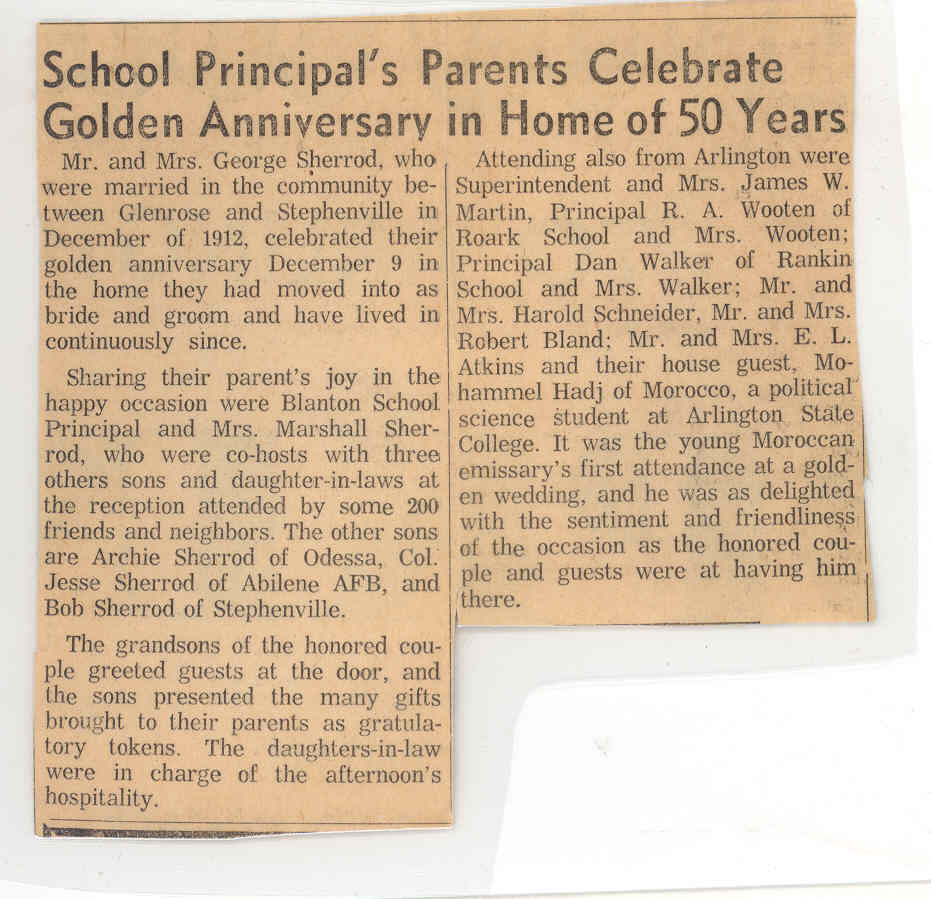 School Principal's Parents Celebrate
Golden Anniversary in Home of 50 Years
Mr. and Mrs. George Sherrod, who
were married in the community be-
tween Glenrose and Stephenville in
December of 1912, celebrated their
golden anniversary December 9 in
the home they had moved into as
bride and groom and have lived in
continuously since.
Sharing their parent's joy in the
happy occasion were Blanton School
Principal and Mrs. Marshall Sher-
rod, who were co-hosts with three
others sons and daughter-in-laws at
the reception attended by some 200
friends and neighbors. The other sons
are Archie Sherrod of Odessa, Col.
Jesse Sherrod of Abilene AFB, and
Bob Sherrod of Stephenville.
The grandsons of the honored cou-
ple greeted guests at the door, and
the sons presented the many gifts
brought to their parents as gratula-
tory tokens. The daughters-in-law
were in charge of the afternoon's
hospitality.
Attending also from Arlington were
Superintendent and Mrs. James W.
Martin, Principal R. A. Wooten of
Roark School and Mrs. Wooten;
Principal Dan Walker of Rankin
School and Mrs. Walker; Mr. and
Mrs. Harold Schneider, Mr. and Mrs.
Robert Bland; Mr. and Mrs. E. L.
Atkins and their house guest, Mo-
hammel Hadj of Morocco, a political
science student at Arlington State
College. It was the young Moroccan
emissary's first attendance at a gold-
en wedding, and he was as delighted
with the sentiment and friendliness
of the occasion as the honored cou-
ple and guests were at having him
there.